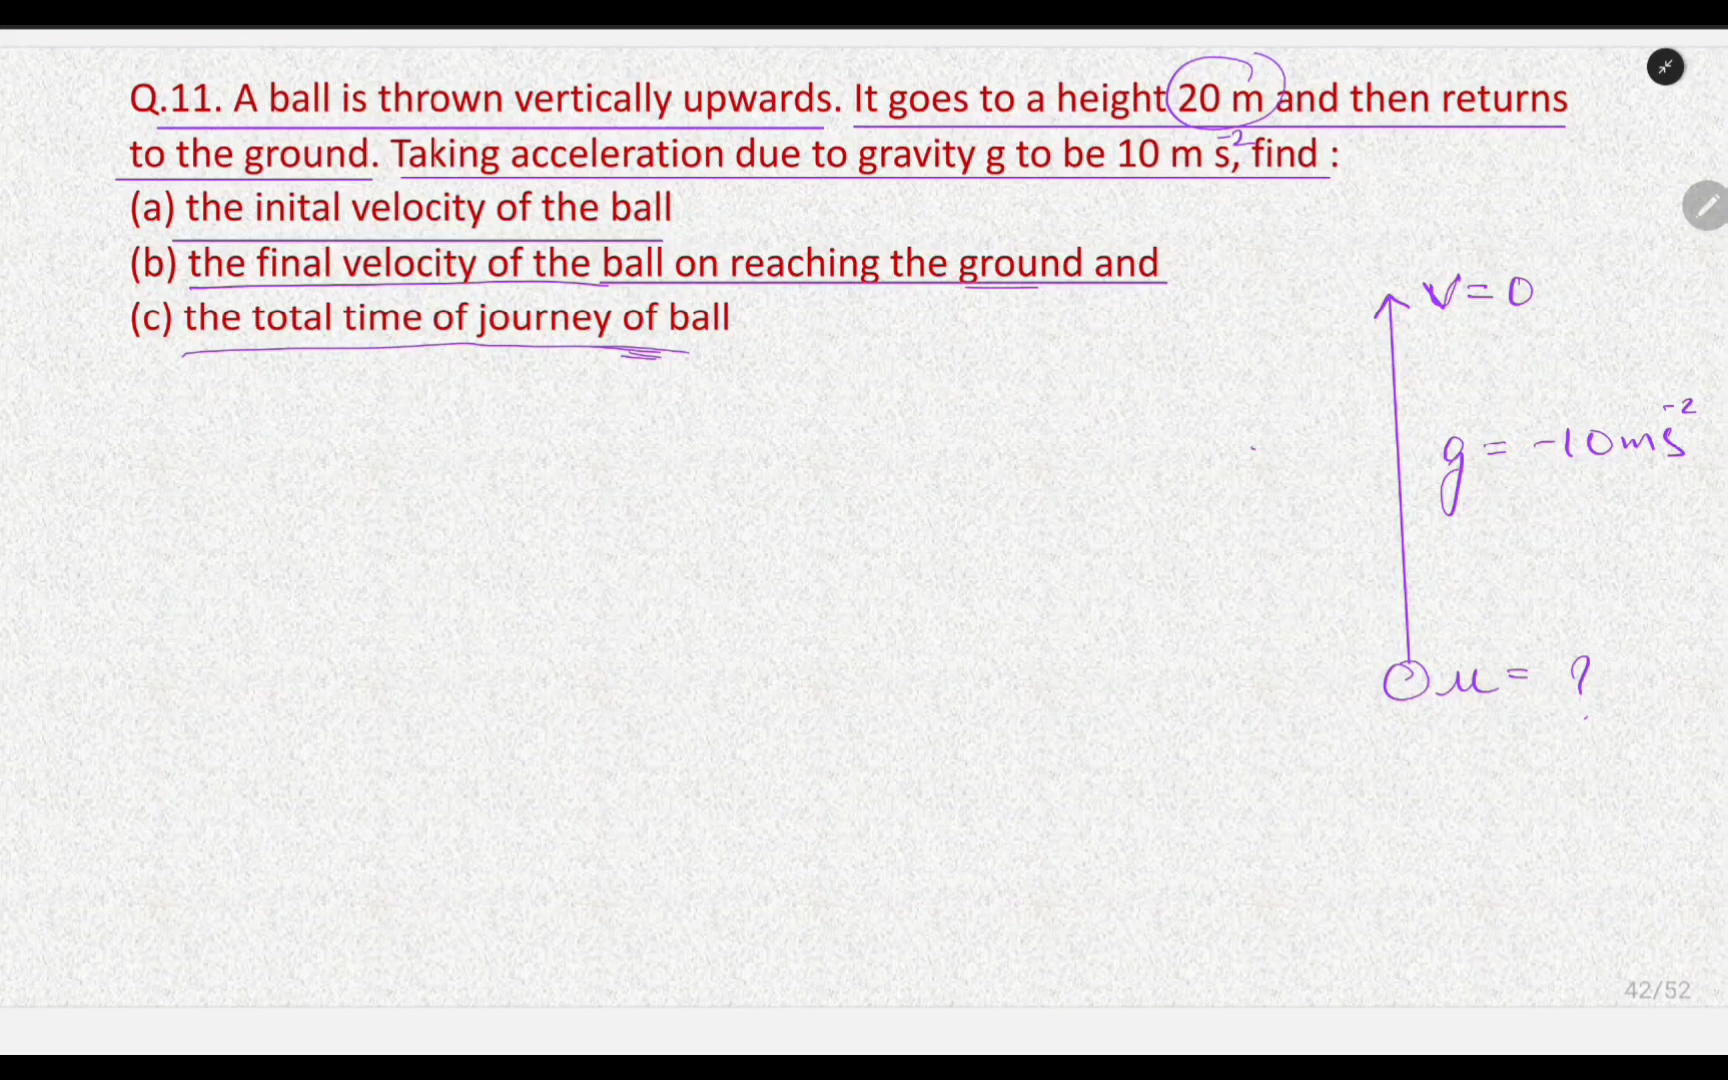 Q.11. A ball is thrown vertically upwards. It goes to a height 20 m and then returns
to the ground. Taking acceleration due to gravity g to be 10 m s⁻², find :
(a) the inital velocity of the ball
(b) the final velocity of the ball on reaching the ground and
(c) the total time of journey of ball
v=0
g = -10ms⁻²
u = ?
42/52